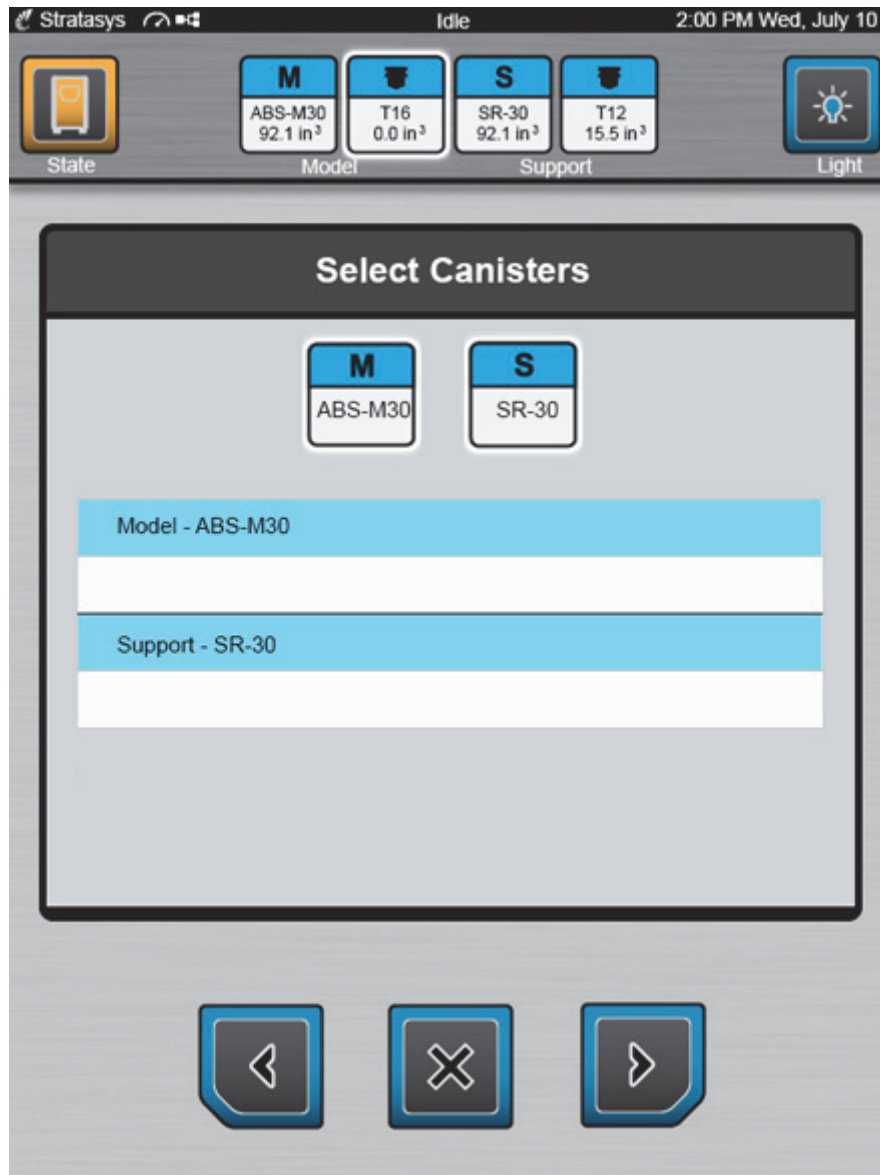 Stratasys Idle 2:00 PM Wed, July 10
M S
ABS-M30 T16 SR-30 T12
92.1 in³ 0.0 in³ 92.1 in³ 15.5 in³
State Model Support Light
Select Canisters
M S
ABS-M30 SR-30
Model - ABS-M30
Support - SR-30